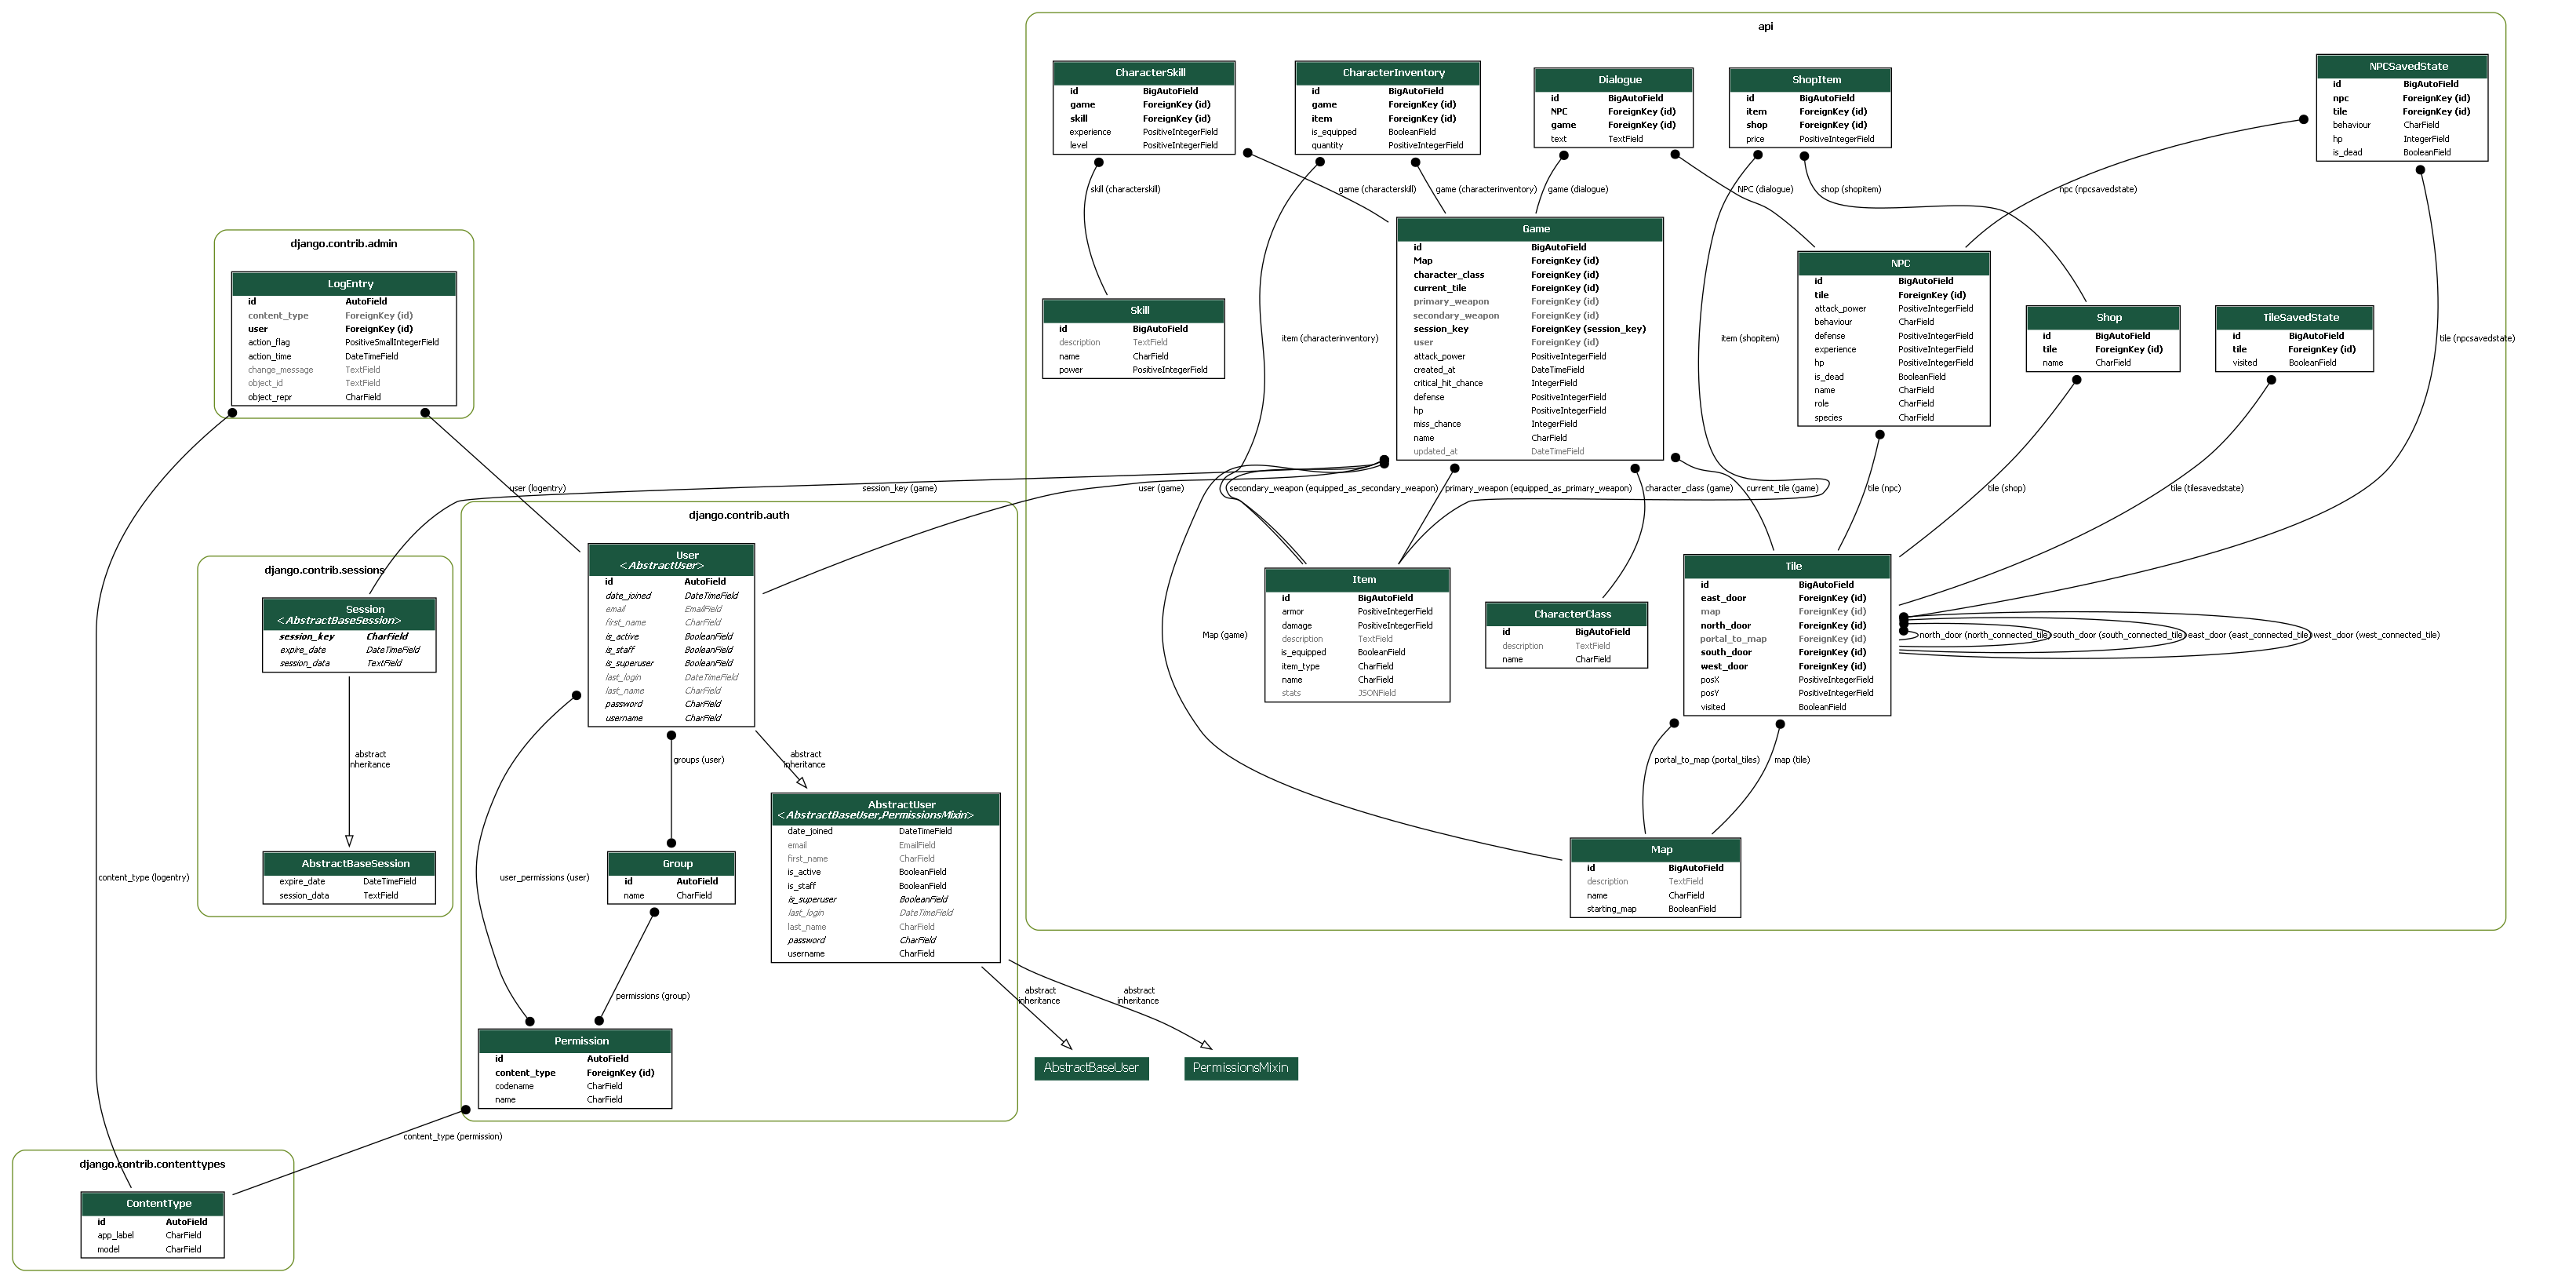 api
CharacterSkill
id BigAutoField
game ForeignKey (id)
skill ForeignKey (id)
experience PositiveIntegerField
level PositiveIntegerField
CharacterInventory
id BigAutoField
game ForeignKey (id)
item ForeignKey (id)
is_equipped BooleanField
quantity PositiveIntegerField
Dialogue
id BigAutoField
NPC ForeignKey (id)
game ForeignKey (id)
text TextField
ShopItem
id BigAutoField
item ForeignKey (id)
shop ForeignKey (id)
price PositiveIntegerField
NPCSavedState
id BigAutoField
npc ForeignKey (id)
tile ForeignKey (id)
behaviour CharField
hp IntegerField
is_dead BooleanField
skill (characterskill)
game (characterskill)
game (characterinventory)
game (dialogue)
NPC (dialogue)
shop (shopitem)
npc (npcsavedstate)
Game
id BigAutoField
Map ForeignKey (id)
character_class ForeignKey (id)
current_tile ForeignKey (id)
primary_weapon ForeignKey (id)
secondary_weapon ForeignKey (id)
session_key ForeignKey (session_key)
user ForeignKey (id)
attack_power PositiveIntegerField
created_at DateTimeField
critical_hit_chance IntegerField
defense PositiveIntegerField
hp PositiveIntegerField
miss_chance IntegerField
name CharField
updated_at DateTimeField
NPC
id BigAutoField
tile ForeignKey (id)
attack_power PositiveIntegerField
behaviour CharField
defense PositiveIntegerField
experience PositiveIntegerField
hp PositiveIntegerField
is_dead BooleanField
name CharField
role CharField
species CharField
django.contrib.admin
LogEntry
id AutoField
content_type ForeignKey (id)
user ForeignKey (id)
action_flag PositiveSmallIntegerField
action_time DateTimeField
change_message TextField
object_id TextField
object_repr CharField
Skill
id BigAutoField
description TextField
name CharField
power PositiveIntegerField
Shop
id BigAutoField
tile ForeignKey (id)
name CharField
TileSavedState
id BigAutoField
tile ForeignKey (id)
visited BooleanField
item (characterinventory)
item (shopitem)
tile (npcsavedstate)
user (logentry)
session_key (game)
user (game)
secondary_weapon (equipped_as_secondary_weapon)
primary_weapon (equipped_as_primary_weapon)
character_class (game)
current_tile (game)
tile (npc)
tile (shop)
tile (tilesavedstate)
django.contrib.auth
User
<AbstractUser>
id AutoField
date_joined DateTimeField
email EmailField
first_name CharField
is_active BooleanField
is_staff BooleanField
is_superuser BooleanField
last_login DateTimeField
last_name CharField
password CharField
username CharField
django.contrib.sessions
Session
<AbstractBaseSession>
session_key CharField
expire_date DateTimeField
session_data TextField
Item
id BigAutoField
armor PositiveIntegerField
damage PositiveIntegerField
description TextField
is_equipped BooleanField
item_type CharField
name CharField
stats JSONField
CharacterClass
id BigAutoField
description TextField
name CharField
Tile
id BigAutoField
east_door ForeignKey (id)
map ForeignKey (id)
north_door ForeignKey (id)
portal_to_map ForeignKey (id)
south_door ForeignKey (id)
west_door ForeignKey (id)
posX PositiveIntegerField
posY PositiveIntegerField
visited BooleanField
Map (game)
north_door (north_connected_tile)
south_door (south_connected_tile)
east_door (east_connected_tile)
west_door (west_connected_tile)
abstract
inheritance
groups (user)
abstract
inheritance
portal_to_map (portal_tiles)
map (tile)
AbstractUser
<AbstractBaseUser,PermissionsMixin>
date_joined DateTimeField
email EmailField
first_name CharField
is_active BooleanField
is_staff BooleanField
is_superuser BooleanField
last_login DateTimeField
last_name CharField
password CharField
username CharField
AbstractBaseSession
expire_date DateTimeField
session_data TextField
Group
id AutoField
name CharField
Map
id BigAutoField
description TextField
name CharField
starting_map BooleanField
content_type (logentry)
user_permissions (user)
permissions (group)
abstract
inheritance
abstract
inheritance
Permission
id AutoField
content_type ForeignKey (id)
codename CharField
name CharField
AbstractBaseUser
PermissionsMixin
content_type (permission)
django.contrib.contenttypes
ContentType
id AutoField
app_label CharField
model CharField